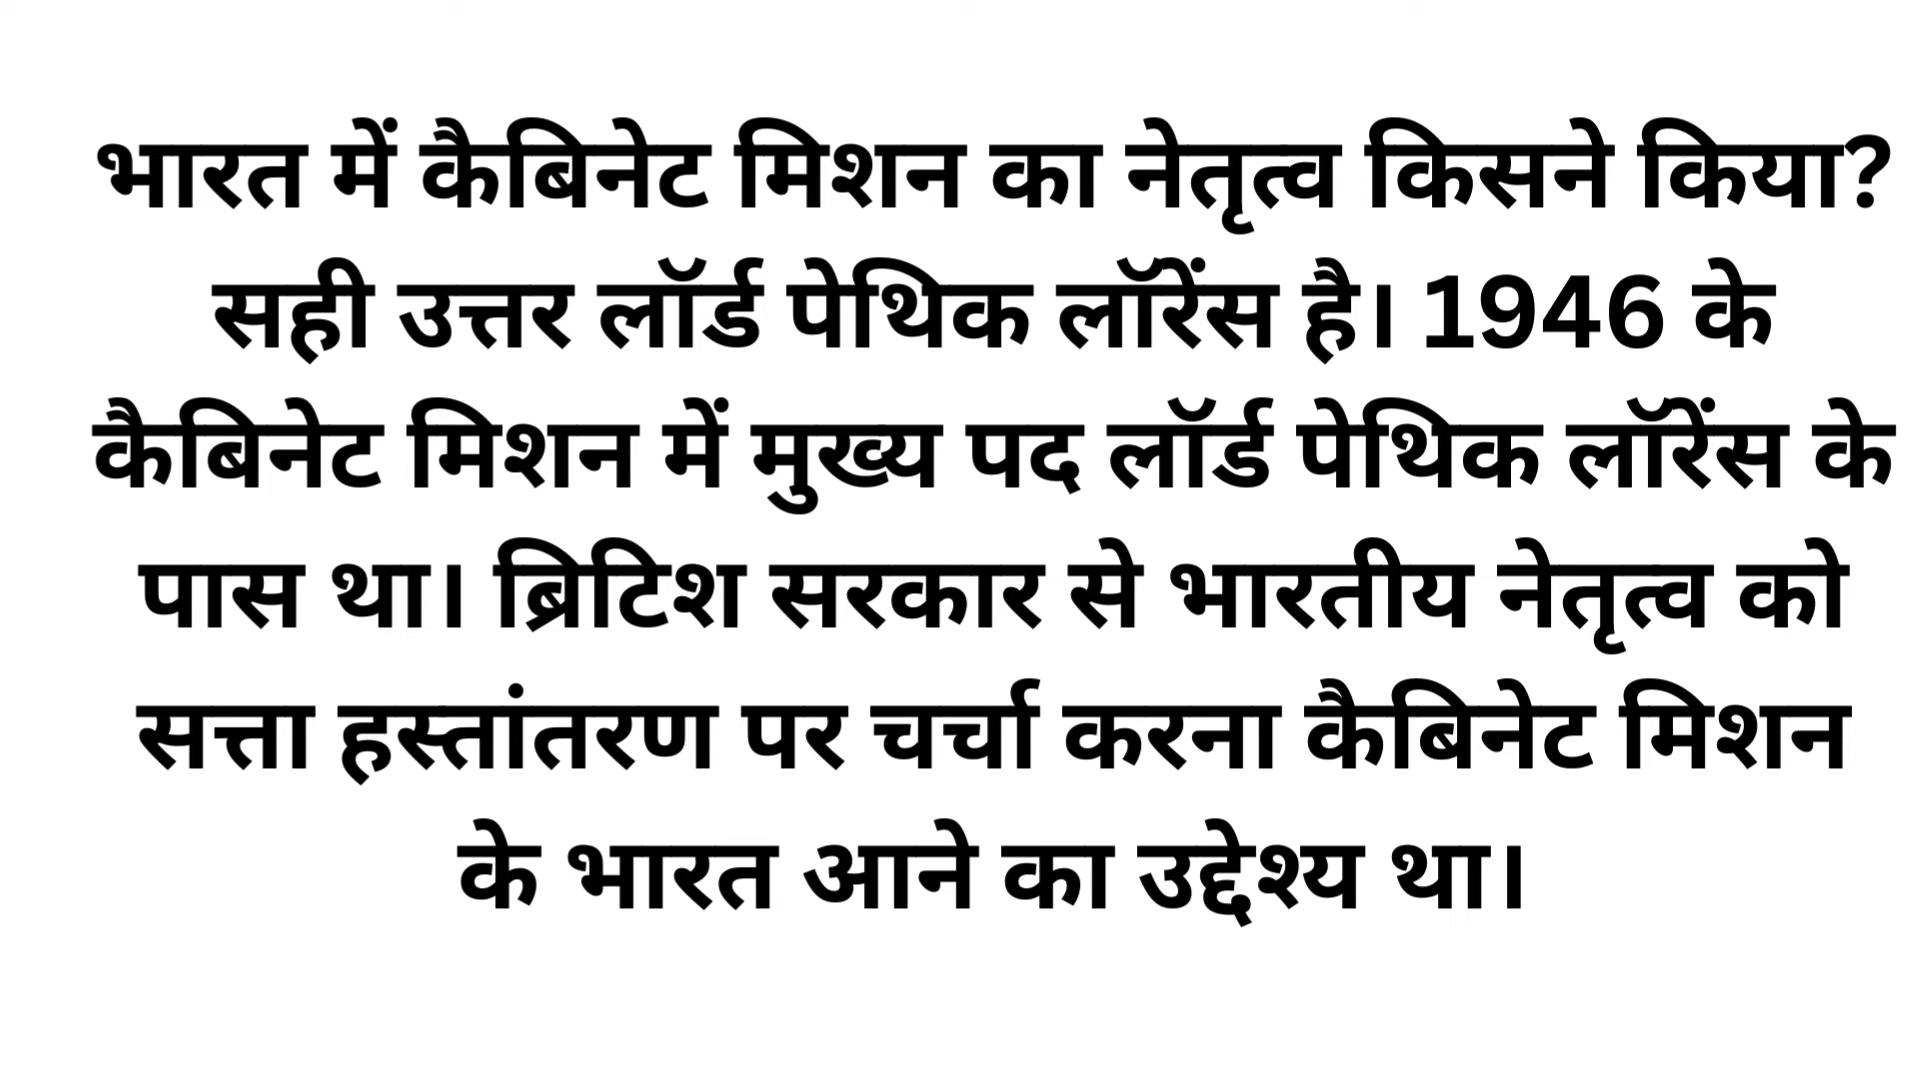 भारत में कैबिनेट मिशन का नेतृत्व किसने किया?
सही उत्तर लॉर्ड पेथिक लॉरेंस है। 1946 के
कैबिनेट मिशन में मुख्य पद लॉर्ड पेथिक लॉरेंस के
पास था। ब्रिटिश सरकार से भारतीय नेतृत्व को
सत्ता हस्तांतरण पर चर्चा करना कैबिनेट मिशन
के भारत आने का उद्देश्य था।